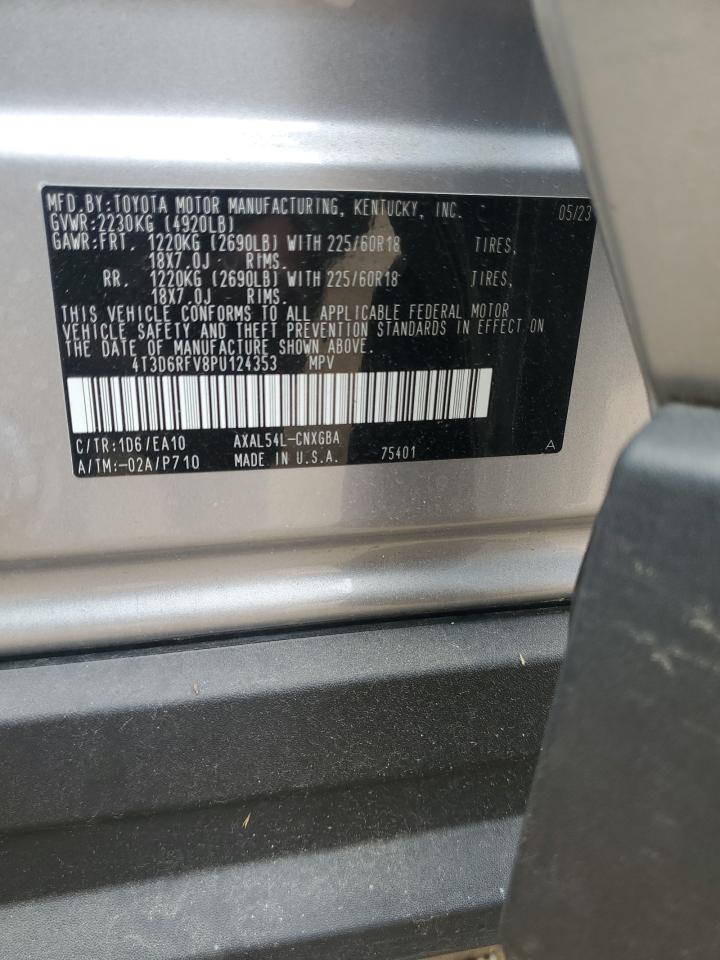 MFD.BY:TOYOTA MOTOR MANUFACTURING, KENTUCKY, INC. 05/23
GVWR:2230KG (4920LB)
GAWR:FRT. 1220KG (2690LB) WITH 225/60R18 TIRES,
18X7.0J RIMS.
RR. 1220KG (2690LB) WITH 225/60R18 TIRES,
18X7.0J RIMS.
THIS VEHICLE CONFORMS TO ALL APPLICABLE FEDERAL MOTOR
VEHICLE SAFETY AND THEFT PREVENTION STANDARDS IN EFFECT ON
THE DATE OF MANUFACTURE SHOWN ABOVE.
4T3D6RFV8PU124353 MPV
C/TR:1D6/EA10 AXAL54L-CNXGBA A
A/TM:-02A/P710 MADE IN U.S.A. 75401